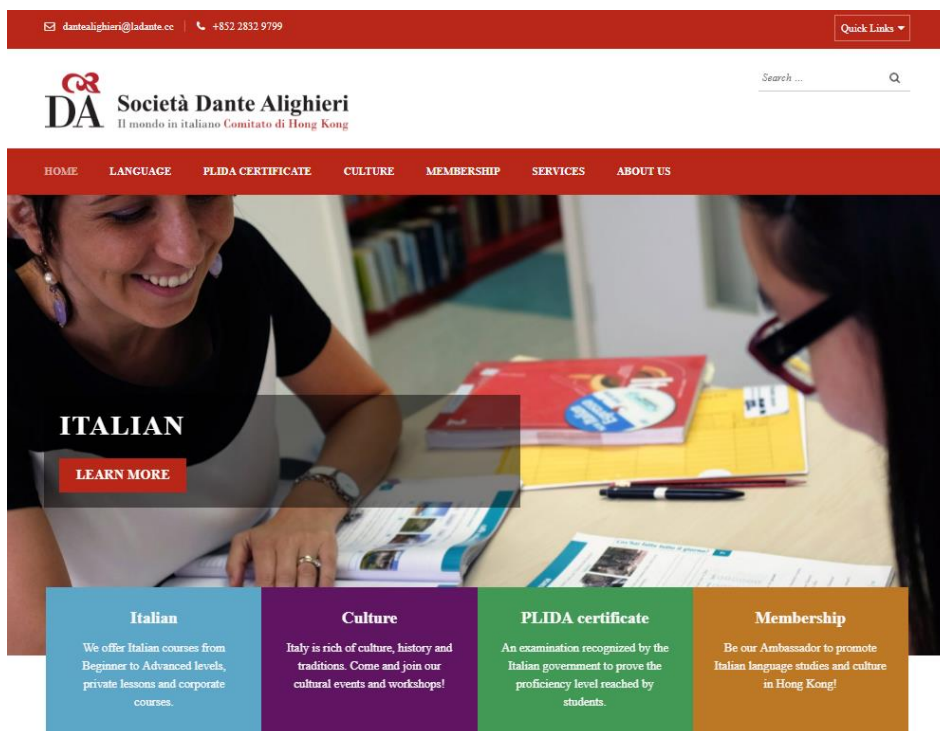 dantealighieri@ladante.cc
+852 2832 9799
Quick Links
DA
Società Dante Alighieri
Il mondo in italiano Comitato di Hong Kong
Search ...
HOME LANGUAGE PLIDA CERTIFICATE CULTURE MEMBERSHIP SERVICES ABOUT US
ITALIAN
LEARN MORE
Italian
We offer Italian courses from
Beginner to Advanced levels,
private lessons and corporate
courses.
Culture
Italy is rich of culture, history and
traditions. Come and join our
cultural events and workshops!
PLIDA certificate
An examination recognized by the
Italian government to prove the
proficiency level reached by
students.
Membership
Be our Ambassador to promote
Italian language studies and culture
in Hong Kong!